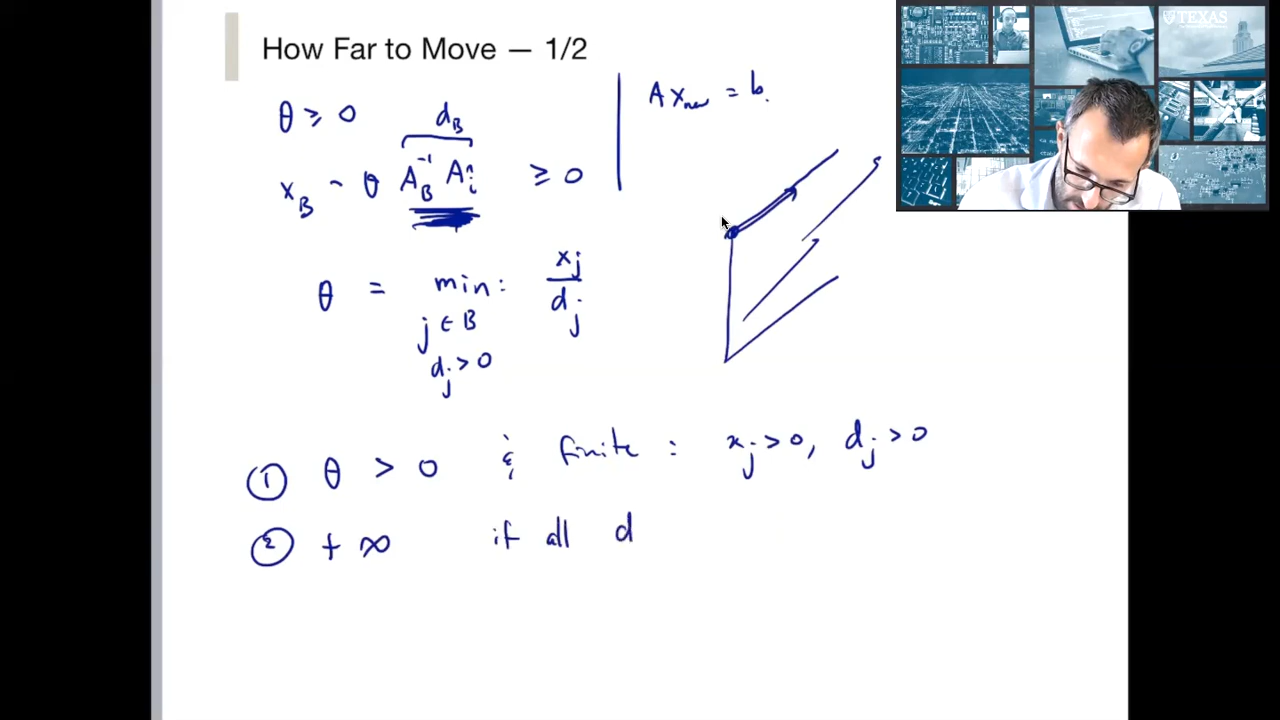 How Far to Move — 1/2
θ ≥ 0
d_B
x_B - θ A_B^{-1} A_i ≥ 0
A x_new = b.
θ = min: x_j / d_j
j ∈ B
d_j > 0
① θ > 0 & finite : x_j > 0, d_j > 0
② + ∞ if all d
TEXAS